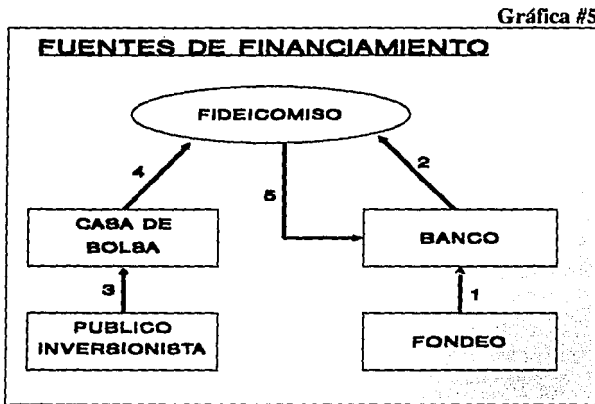 Gráfica #5
FUENTES DE FINANCIAMIENTO
FIDEICOMISO
4
2
5
CASA DE
BOLSA
BANCO
3
1
PUBLICO
INVERSIONISTA
FONDEO